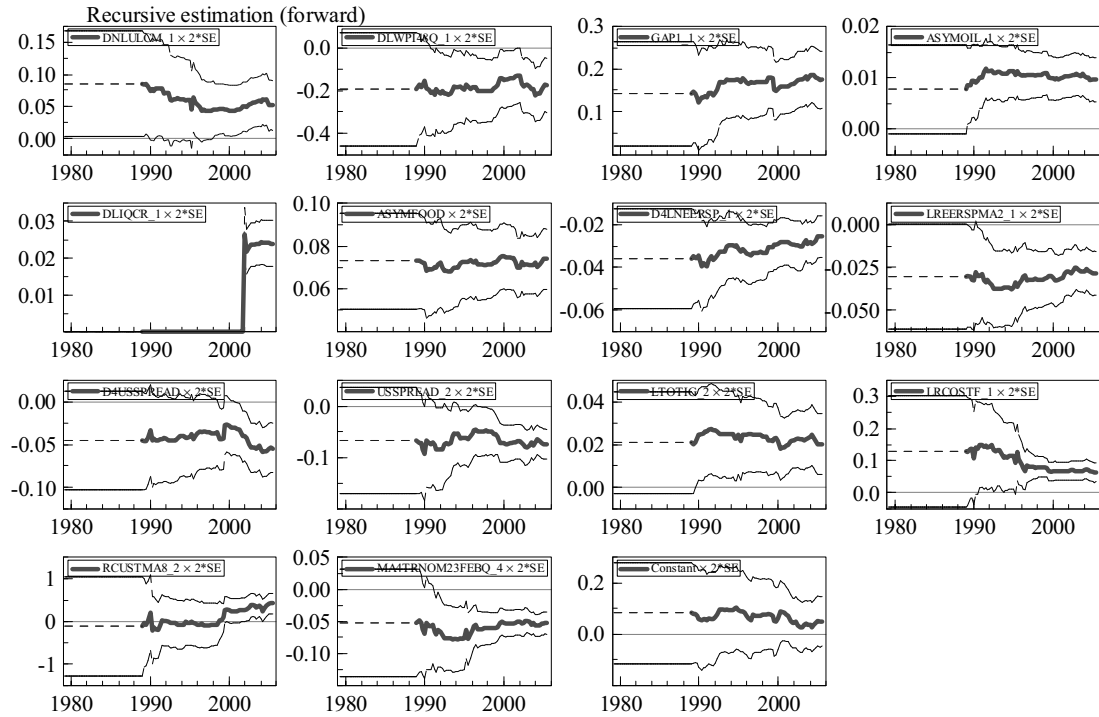 Recursive estimation (forward)
DNLULCM_1 × 2*SE
DLWPI48Q_1 × 2*SE
GAP1_1 × 2*SE
ASYMOIL_1 × 2*SE
0.15 0.10 0.05 0.00
0.0 -0.2 -0.4
0.3 0.2 0.1
0.02 0.01 0.00
1980 1990 2000 1980 1990 2000 1980 1990 2000 1980 1990 2000
DLIQCR_1 × 2*SE
ASYMFQOD × 2*SE
LREERSPMA2_1 × 2*SE
0.03 0.02 0.01
0.10 0.08 0.06
-0.02 -0.04 -0.06
0.000 -0.025 -0.050
1980 1990 2000 1980 1990 2000 1980 1990 2000 1980 1990 2000
D4USSPREAD × 2*SE
USSPREAD_2 × 2*SE
LTOTIG_2 × 2*SE
LRCOSTF_1 × 2*SE
0.00 -0.05 -0.10
0.0 -0.1
0.04 0.02 0.00
0.3 0.2 0.1 0.0
1980 1990 2000 1980 1990 2000 1980 1990 2000 1980 1990 2000
RCUSTMA8_2 × 2*SE
MA4TRNOM23FEBQ_4 × 2*SE
Constant × 2*SE
1 0 -1
0.05 0.00 -0.05 -0.10
0.2 0.0
1980 1990 2000 1980 1990 2000 1980 1990 2000